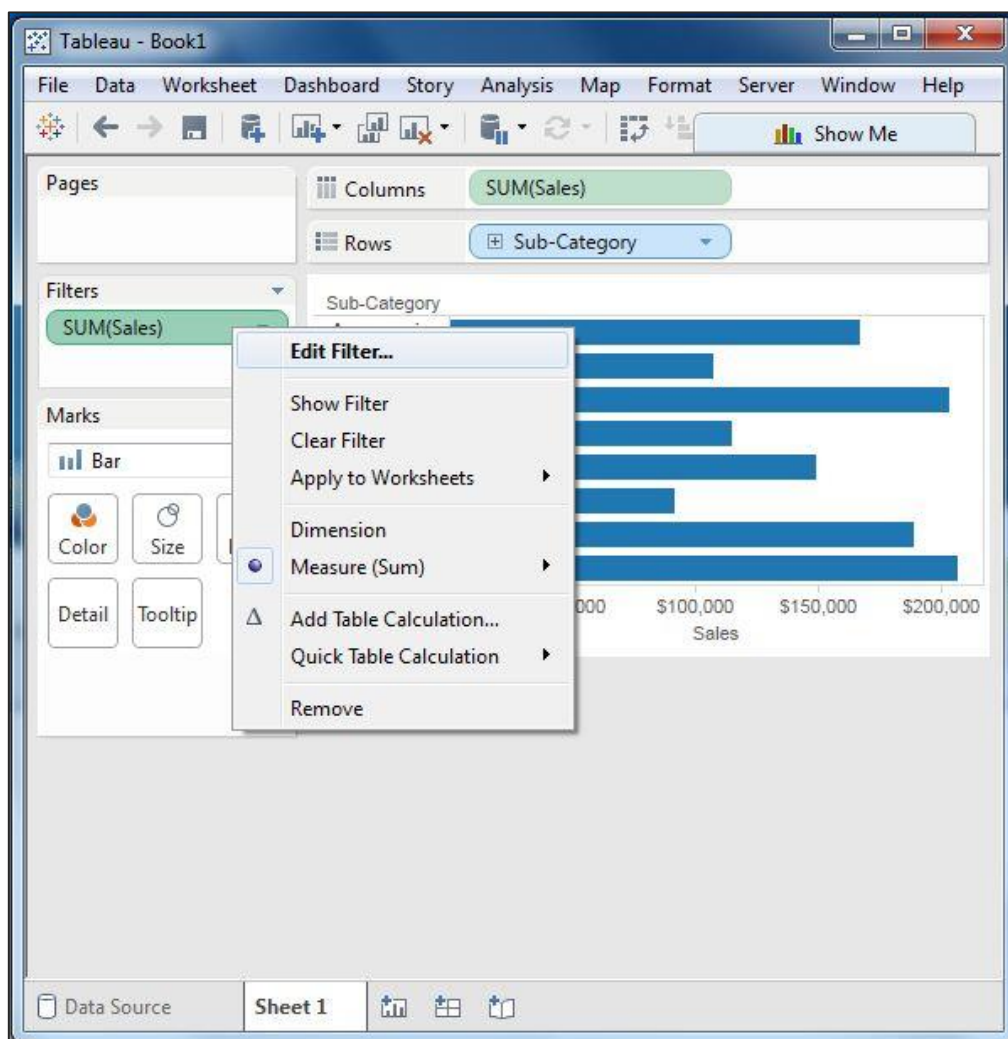 Tableau - Book1
File Data Worksheet Dashboard Story Analysis Map Format Server Window Help
Show Me
Pages
Columns
SUM(Sales)
Rows
Sub-Category
Filters
SUM(Sales)
Sub-Category
Edit Filter...
Show Filter
Clear Filter
Apply to Worksheets
Dimension
Measure (Sum)
Add Table Calculation...
Quick Table Calculation
Remove
Marks
Bar
Color Size
Detail Tooltip
000 $100,000 $150,000 $200,000
Sales
Data Source Sheet 1